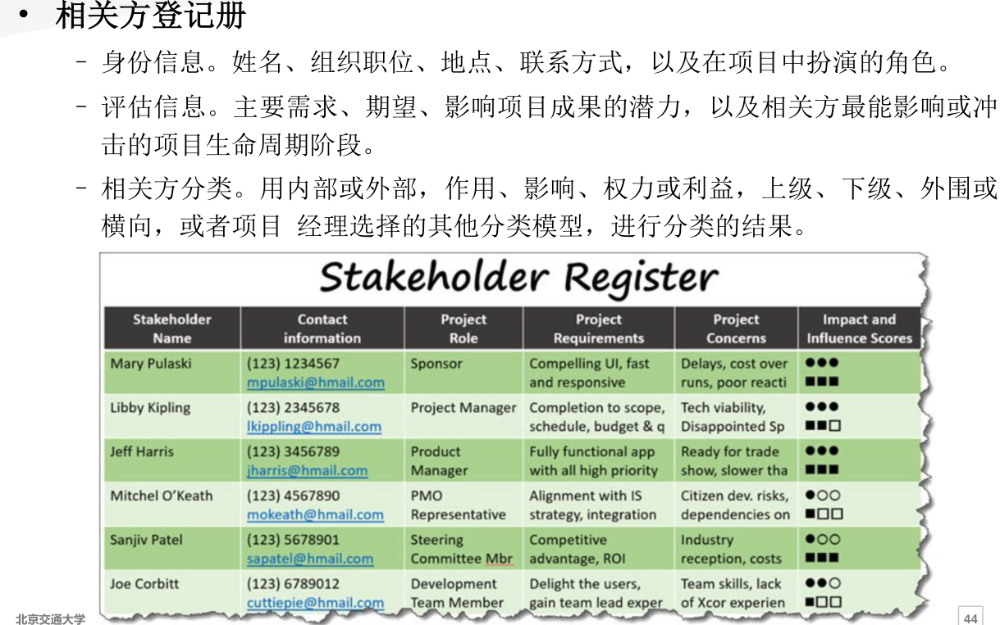 • 相关方登记册
– 身份信息。姓名、组织职位、地点、联系方式，以及在项目中扮演的角色。
– 评估信息。主要需求、期望、影响项目成果的潜力，以及相关方最能影响或冲
击的项目生命周期阶段。
– 相关方分类。用内部或外部，作用、影响、权力或利益，上级、下级、外围或
横向，或者项目 经理选择的其他分类模型，进行分类的结果。
Stakeholder Register
Stakeholder Name | Contact information | Project Role | Project Requirements | Project Concerns | Impact and Influence Scores
Mary Pulaski | (123) 1234567 | Sponsor | Compelling UI, fast | Delays, cost over | ●●●
mpulaski@hmail.com | and responsive | runs, poor reacti | ■■■
Libby Kipling | (123) 2345678 | Project Manager | Completion to scope, | Tech viability, | ●●●
lkippling@hmail.com | schedule, budget & q | Disappointed Sp | ■■□
Jeff Harris | (123) 3456789 | Product | Fully functional app | Ready for trade | ●●●
jharris@hmail.com | Manager | with all high priority | show, slower tha | ■■■
Mitchel O'Keath | (123) 4567890 | PMO | Alignment with IS | Citizen dev. risks, | ●○○
mokeath@hmail.com | Representative | strategy, integration | dependencies on | ■□□
Sanjiv Patel | (123) 5678901 | Steering | Competitive | Industry | ●○○
sapatel@hmail.com | Committee Mbr | advantage, ROI | reception, costs | ■■■
Joe Corbitt | (123) 6789012 | Development | Delight the users, | Team skills, lack | ●●○
cuttiepie@hmail.com | Team Member | gain team lead exper | of Xcor experien | ■□□
北京交通大学
44